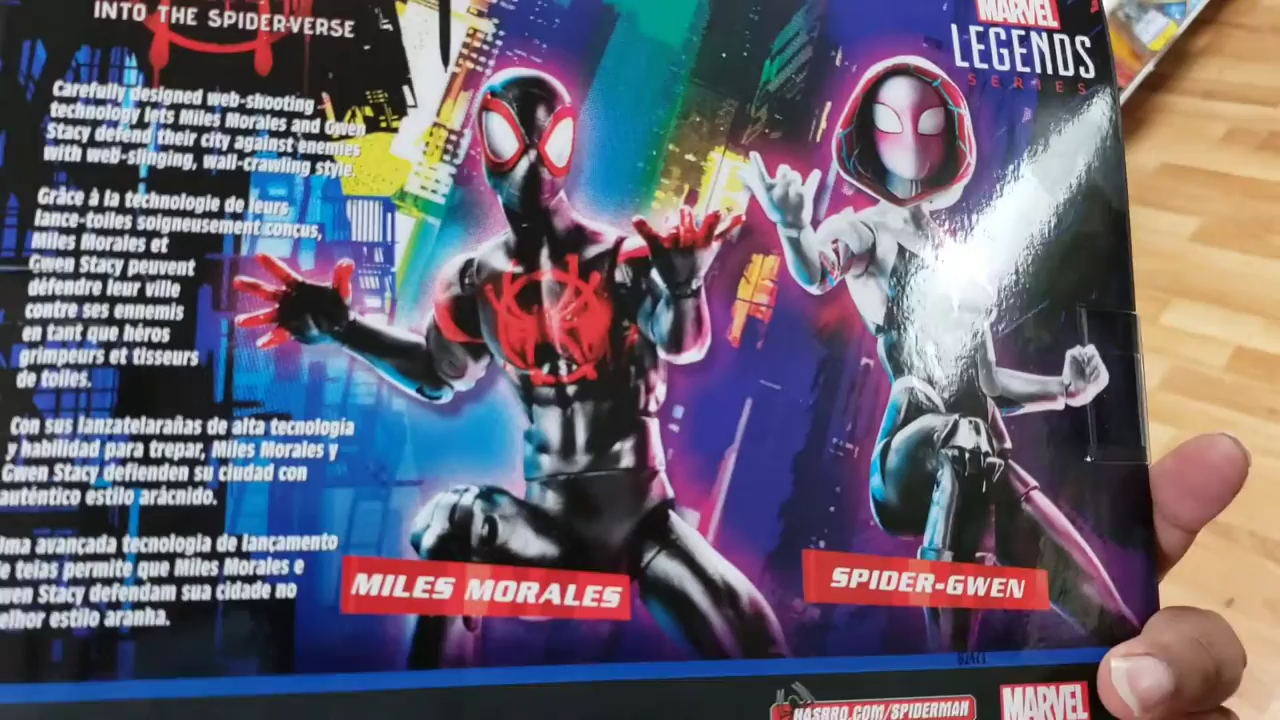 INTO THE SPIDER-VERSE
MARVEL
LEGENDS
SERIES
Carefully designed web-shooting
technology lets Miles Morales and Gwen
Stacy defend their city against enemies
with web-slinging, wall-crawling style.
Grâce à la technologie de leurs
lance-toiles soigneusement conçus,
Miles Morales et
Gwen Stacy peuvent
défendre leur ville
contre ses ennemis
en tant que héros
grimpeurs et tisseurs
de toiles.
Con sus lanzatelarañas de alta tecnología
y habilidad para trepar, Miles Morales y
Gwen Stacy defienden su ciudad con
auténtico estilo arácnido.
Uma avançada tecnologia de lançamento
e teias permite que Miles Morales e
wen Stacy defendam sua cidade no
elhor estilo aranha.
MILES MORALES
SPIDER-GWEN
HASBRO.COM/SPIDERMAN
MARVEL